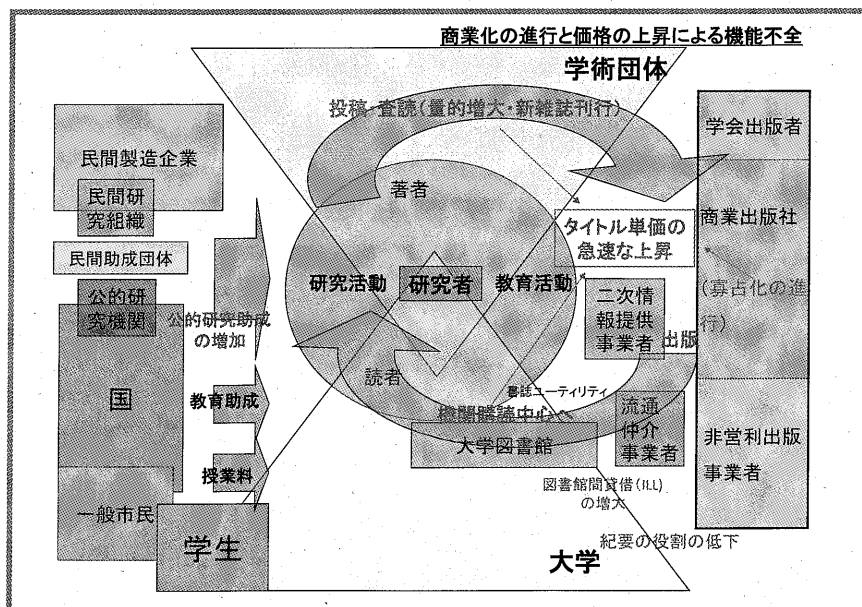 商業化の進行と価格の上昇による機能不全
学術団体
投稿・査読(量的増大・新雑誌刊行)
学会出版者
民間製造企業
民間研
究組織
民間助成団体
公的研
究機関
公的研究助成
の増加
国
教育助成
授業料
一般市民
学生
著者
研究活動
研究者
教育活動
読者
タイトル単価の
急速な上昇
商業出版社
(寡占化の進
行)
二次情
報提供
事業者
出版
書誌ユーティリティ
機関購読中心へ
大学図書館
流通
仲介
事業者
非営利出版
事業者
図書館間貸借(ILL)
の増大
紀要の役割の低下
大学